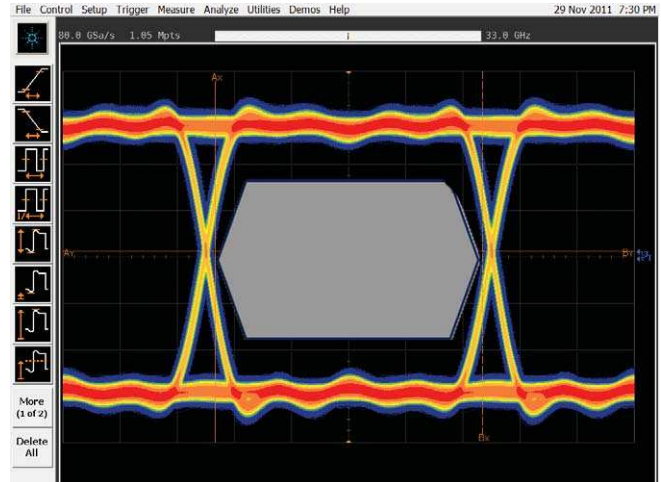 File Control Setup Trigger Measure Analyze Utilities Demos Help 29 Nov 2011 7:30 PM
80.0 GSa/s 1.05 Mpts 33.0 GHz
Ax
Ax Bx
Bx
More
(1 of 2)
Delete
All